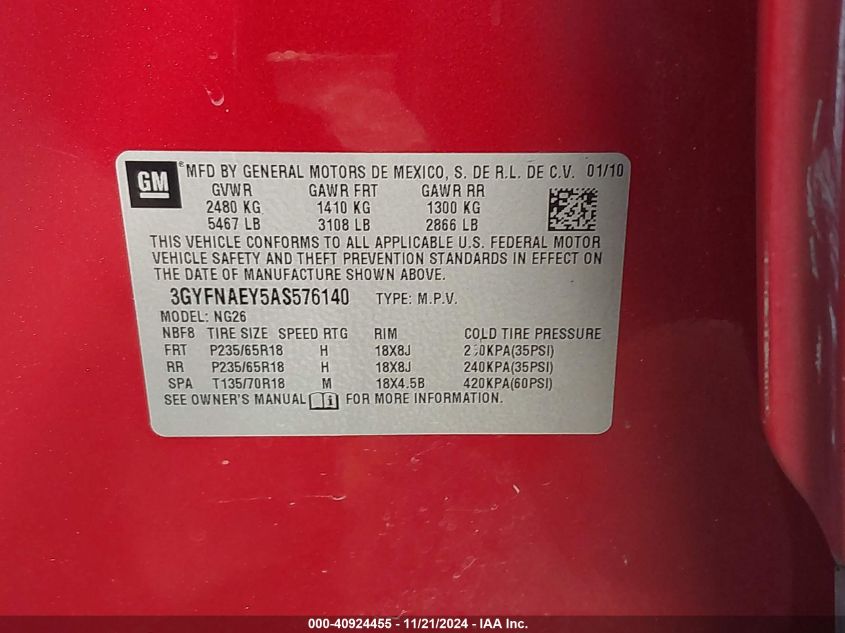 GM ® MFD BY GENERAL MOTORS DE MEXICO, S. DE R.L. DE C.V. 01/10
GVWR GAWR FRT GAWR RR
2480 KG 1410 KG 1300 KG
5467 LB 3108 LB 2866 LB
THIS VEHICLE CONFORMS TO ALL APPLICABLE U.S. FEDERAL MOTOR
VEHICLE SAFETY AND THEFT PREVENTION STANDARDS IN EFFECT ON
THE DATE OF MANUFACTURE SHOWN ABOVE.
3GYFNAEY5AS576140 TYPE: M.P.V.
MODEL: NG26
NBF8 TIRE SIZE SPEED RTG RIM COLD TIRE PRESSURE
FRT P235/65R18 H 18X8J (35PSI)
RR P235/65R18 H 18X8J 240KPA(35PSI)
SPA T135/70R18 M 18X4.5B 420KPA(60PSI)
SEE OWNER'S MANUAL i FOR MORE INFORMATION.
000-40924455 - 11/21/2024 - IAA Inc.